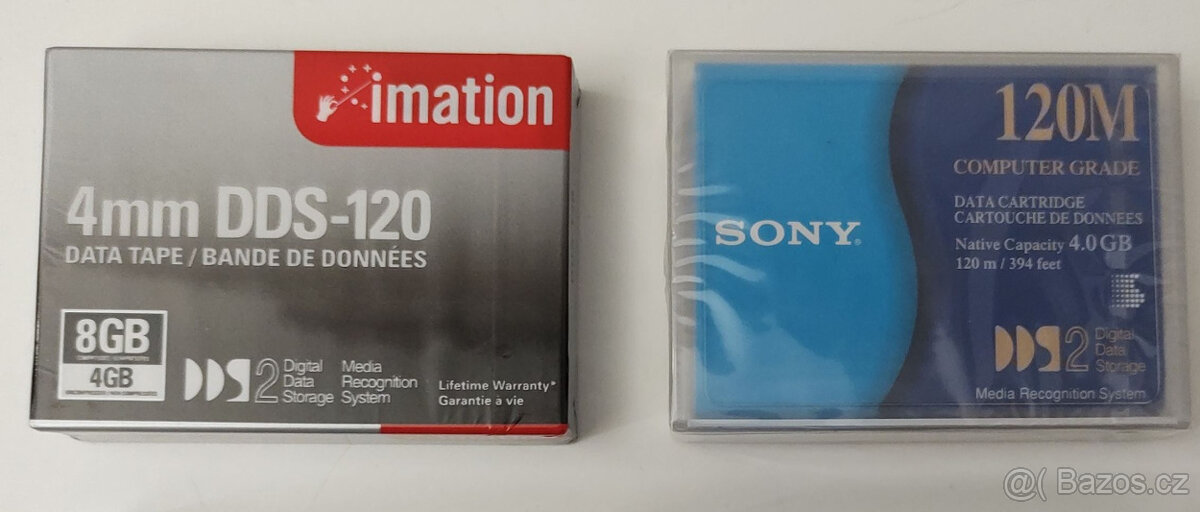 imation
4mm DDS-120
DATA TAPE / BANDE DE DONNÉES
8GB
4GB
DDS2 Digital Data Storage
Media Recognition System
Lifetime Warranty*
Garantie à vie
120M
COMPUTER GRADE
DATA CARTRIDGE
CARTOUCHE DE DONNÉES
SONY®
Native Capacity 4.0 GB
120 m / 394 feet
DDS2 Digital Data Storage
Media Recognition System
@( Bazos.cz